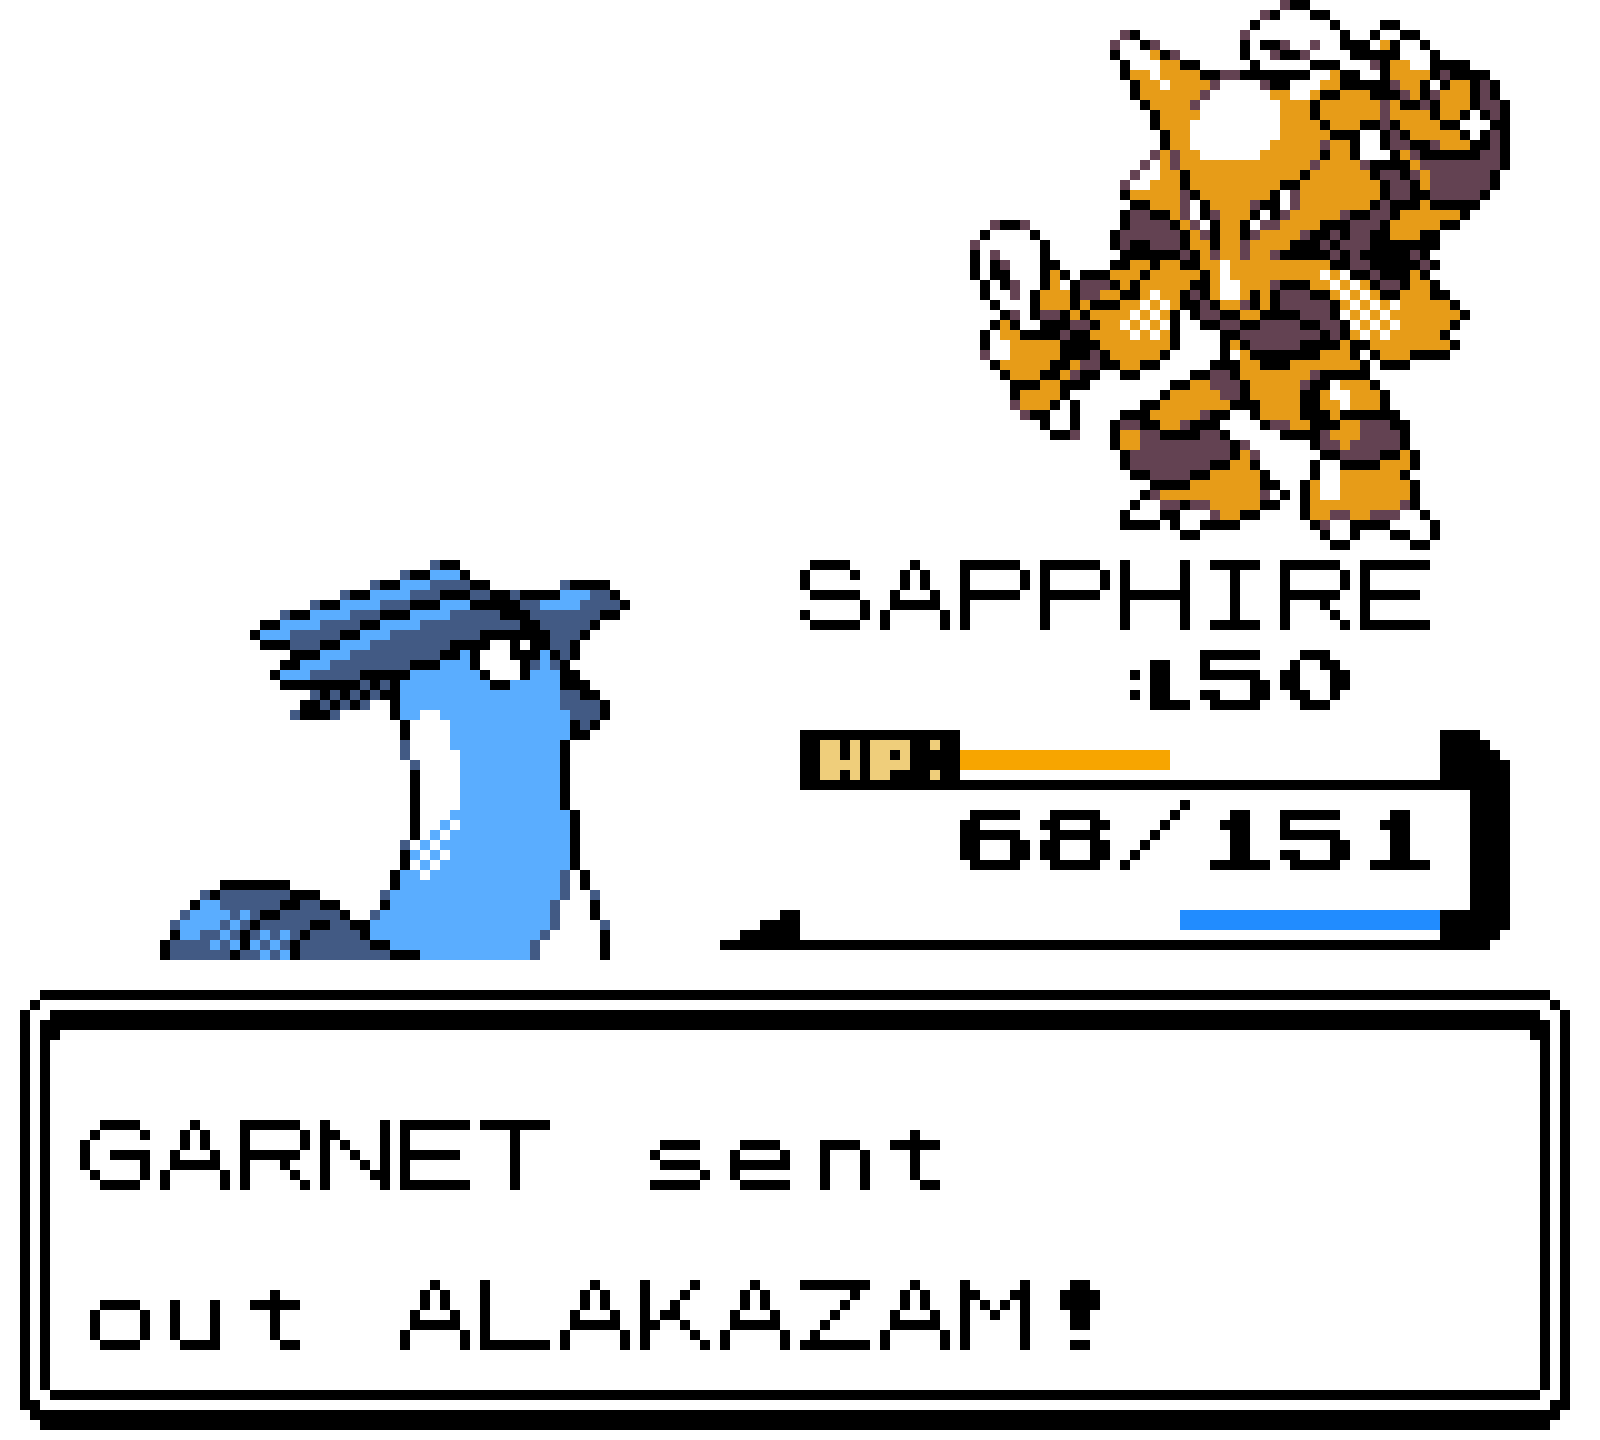 SAPPHIRE
:L50
HP:
68/151
GARNET sent
out ALAKAZAM!